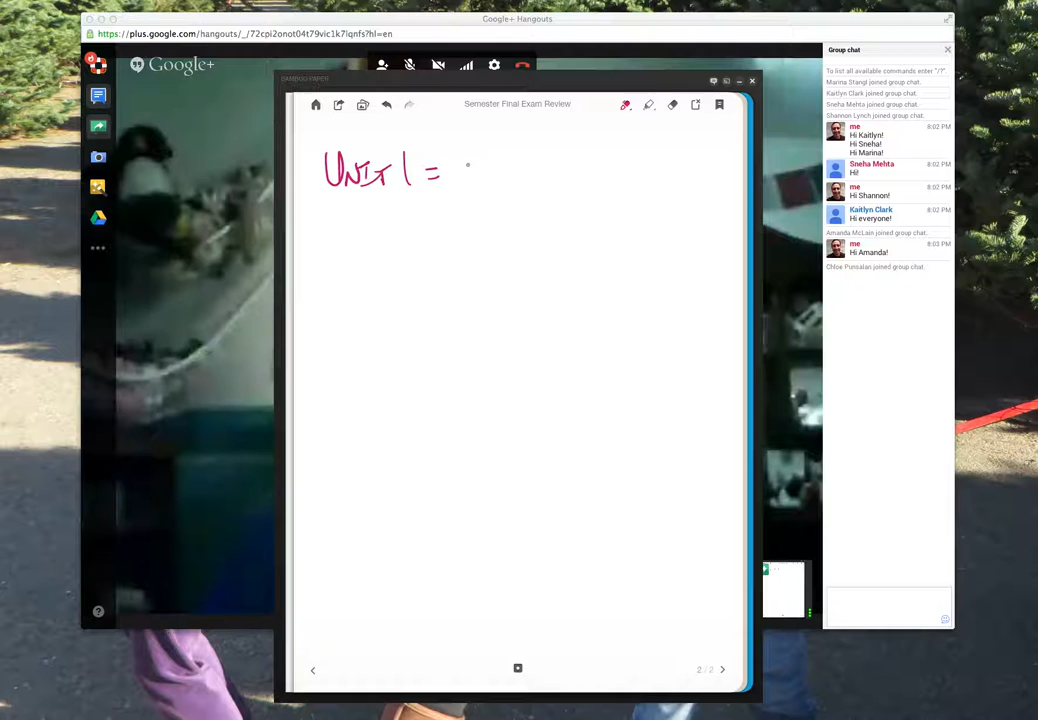 Google+ Hangouts
https://plus.google.com/hangouts/_/72cpi2onot04t79vic1k7lqnfs?hl=en
Google+
BAMBOO PAPER
Semester Final Exam Review
UNIT 1 =
2 / 2
Group chat
To list all available commands enter "/?".
Marina Stangl joined group chat.
Kaitlyn Clark joined group chat.
Sneha Mehta joined group chat.
Shannon Lynch joined group chat.
me 8:02 PM
Hi Kaitlyn!
Hi Sneha!
Hi Marina!
Sneha Mehta 8:02 PM
Hi!
me 8:02 PM
Hi Shannon!
Kaitlyn Clark 8:02 PM
Hi everyone!
Amanda McLain joined group chat.
me 8:03 PM
Hi Amanda!
Chloe Punsalan joined group chat.